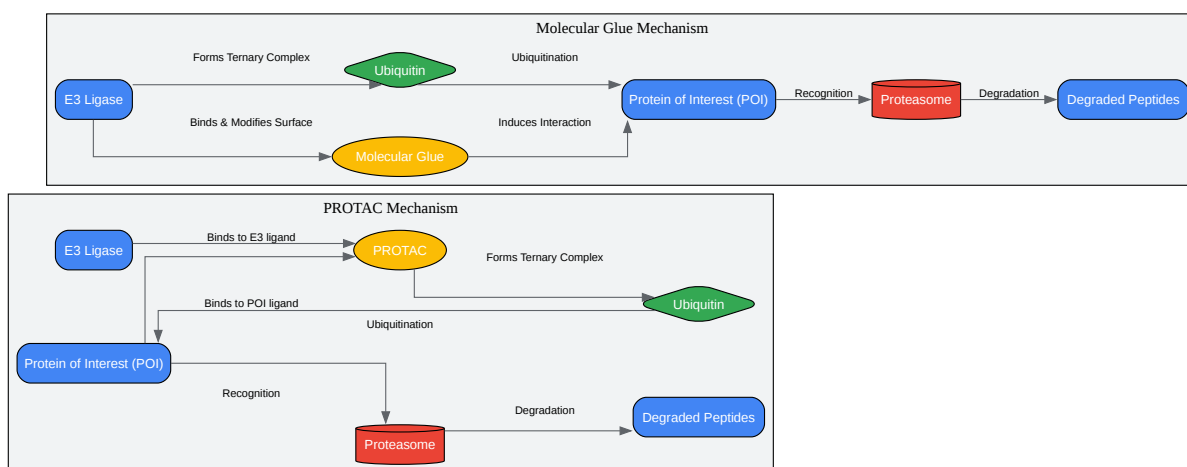 Molecular Glue Mechanism
Forms Ternary Complex
Ubiquitin
Ubiquitination
E3 Ligase
Protein of Interest (POI)
Recognition
Proteasome
Degradation
Degraded Peptides
Binds & Modifies Surface
Molecular Glue
Induces Interaction
PROTAC Mechanism
E3 Ligase
Binds to E3 ligand
PROTAC
Forms Ternary Complex
Binds to POI ligand
Ubiquitin
Ubiquitination
Protein of Interest (POI)
Recognition
Degradation
Degraded Peptides
Proteasome